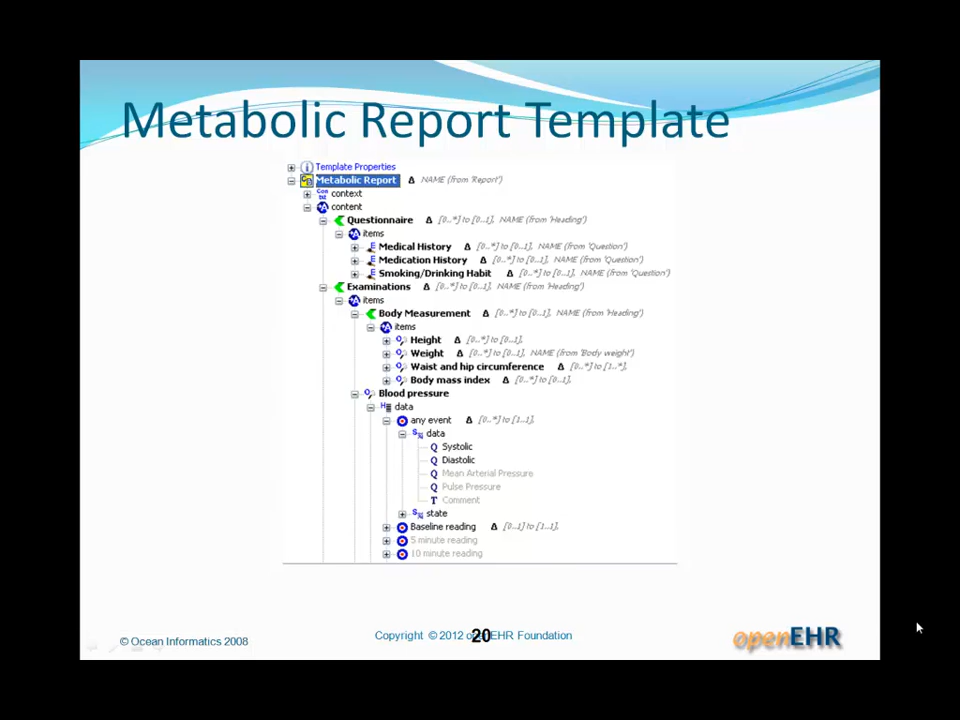 Metabolic Report Template
Template Properties
Metabolic Report Δ NAME (from 'Report')
context
content
Questionnaire Δ [0..*] to [0..1], NAME (from 'Heading')
items
Medical History Δ [0..*] to [0..1], NAME (from 'Question')
Medication History Δ [0..*] to [0..1], NAME (from 'Question')
Smoking/Drinking Habit Δ [0..*] to [0..1], NAME (from 'Question')
Examinations Δ [0..*] to [0..1], NAME (from 'Heading')
items
Body Measurement Δ [0..*] to [0..1], NAME (from 'Heading')
items
Height Δ [0..*] to [0..1],
Weight Δ [0..*] to [0..1], NAME (from 'Body weight')
Waist and hip circumference Δ [0..*] to [1..*],
Body mass index Δ [0..*] to [0..1],
Blood pressure
data
any event Δ [0..*] to [1..1],
data
Q Systolic
Q Diastolic
Q Mean Arterial Pressure
Q Pulse Pressure
T Comment
state
Baseline reading Δ [0..1] to [1..1],
5 minute reading
10 minute reading
© Ocean Informatics 2008
Copyright © 2012 openEHR Foundation
20
openEHR